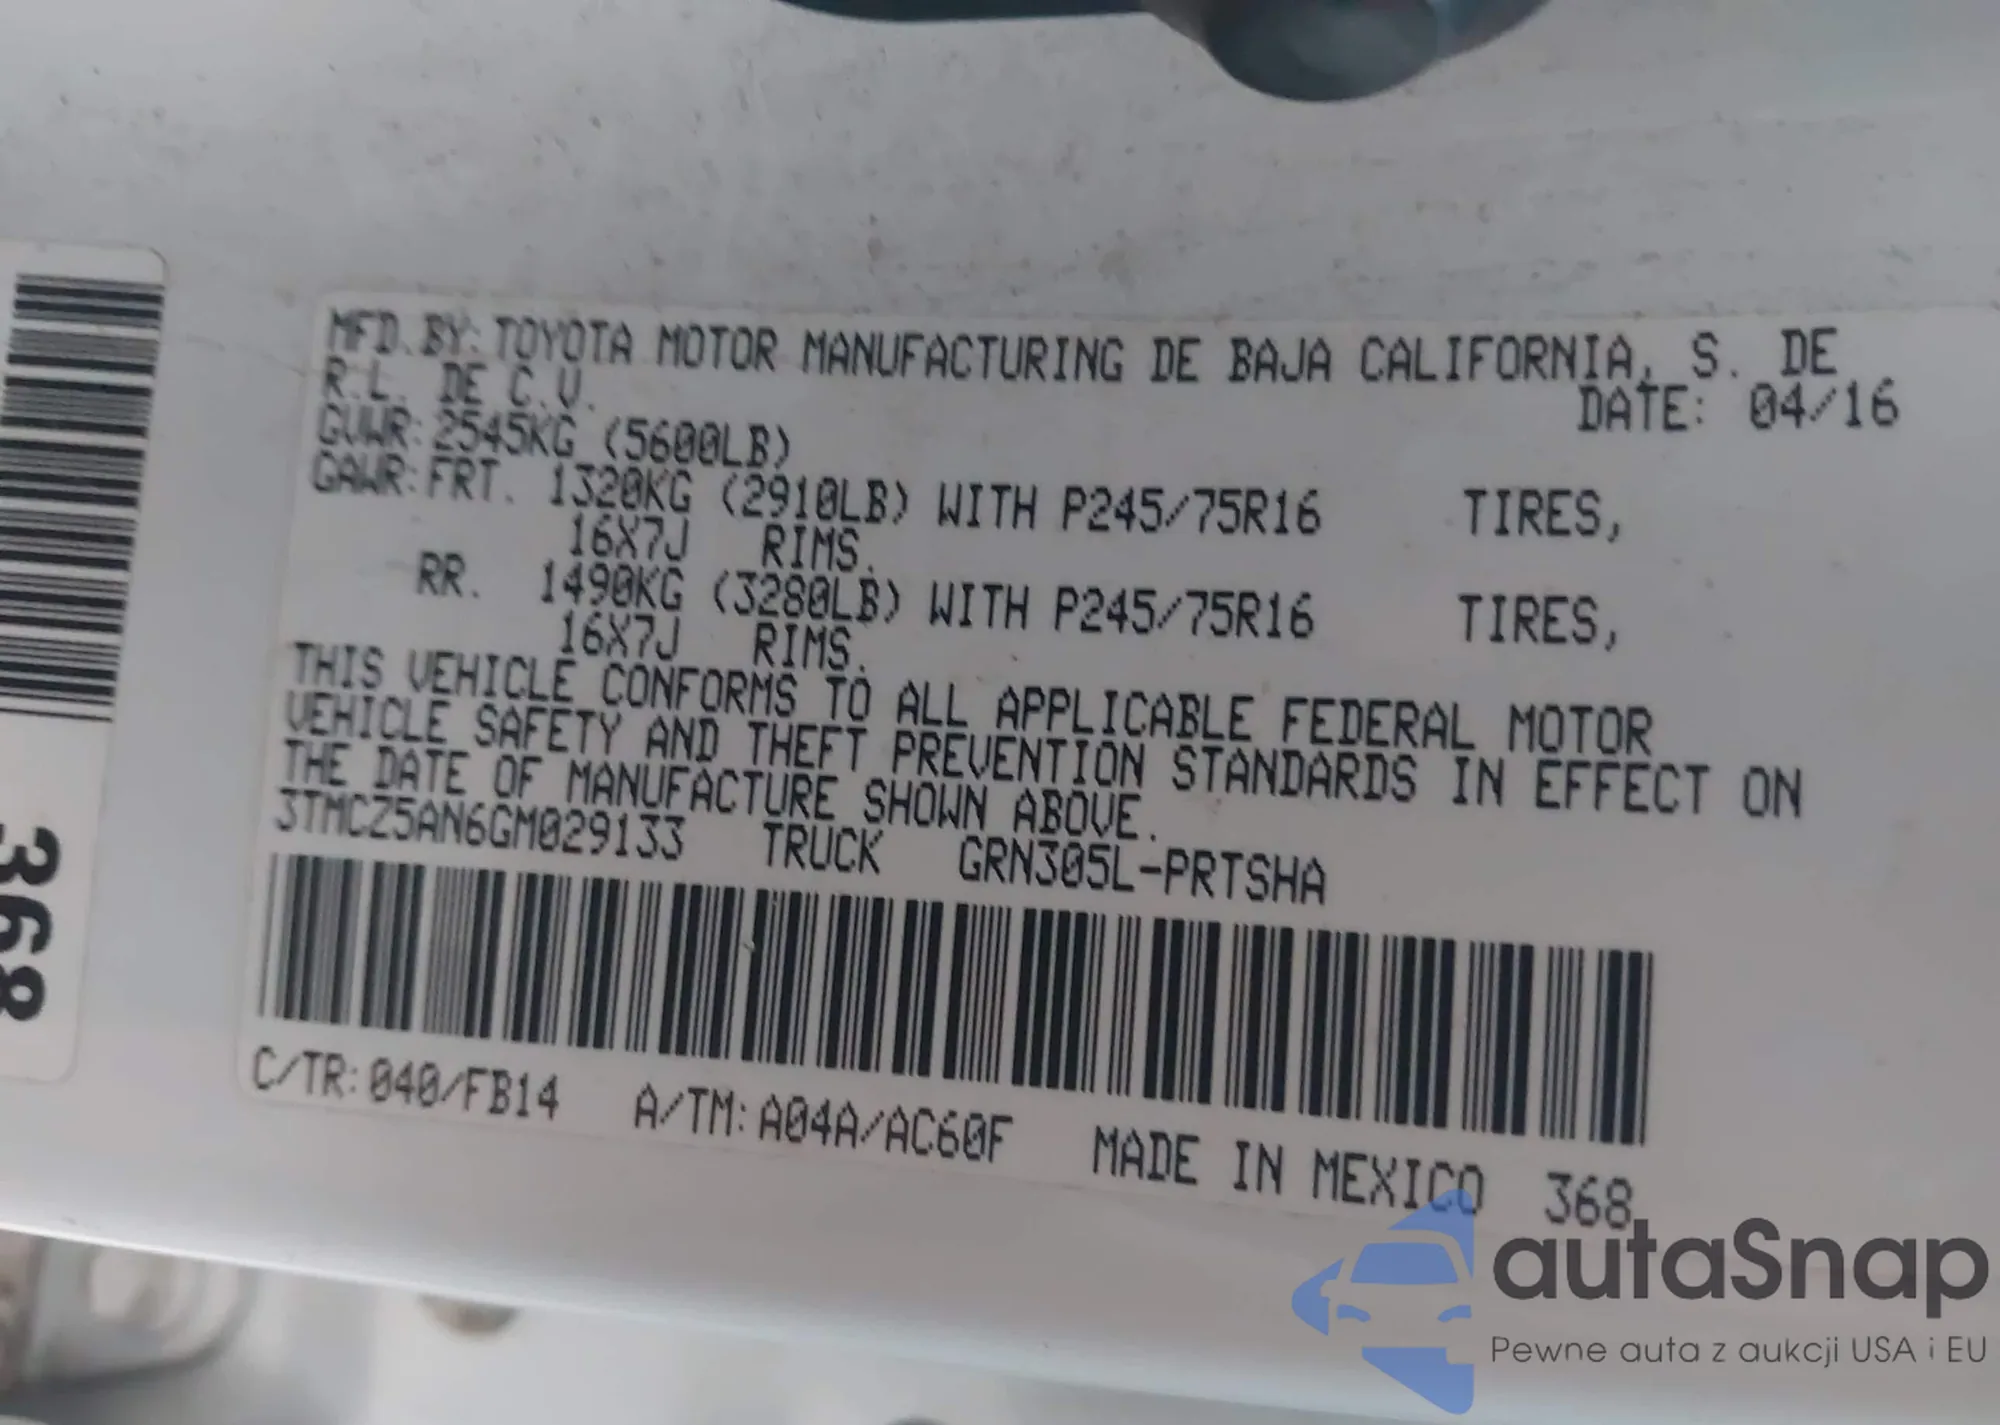 MFD. BY: TOYOTA MOTOR MANUFACTURING DE BAJA CALIFORNIA, S. DE
R.L. DE C.V.
DATE: 04/16
GVWR: 2545KG (5600LB)
GAWR: FRT. 1320KG (2910LB) WITH P245/75R16 TIRES,
16X7J RIMS.
RR. 1490KG (3280LB) WITH P245/75R16 TIRES,
16X7J RIMS.
THIS VEHICLE CONFORMS TO ALL APPLICABLE FEDERAL MOTOR
VEHICLE SAFETY AND THEFT PREVENTION STANDARDS IN EFFECT ON
THE DATE OF MANUFACTURE SHOWN ABOVE.
3TMCZ5AN6GM029133 TRUCK GRN305L-PRTSHA
C/TR: 040/FB14 A/TM: A04A/AC60F MADE IN MEXICO 368
368
autaSnap
Pewne auta z aukcji USA i EU